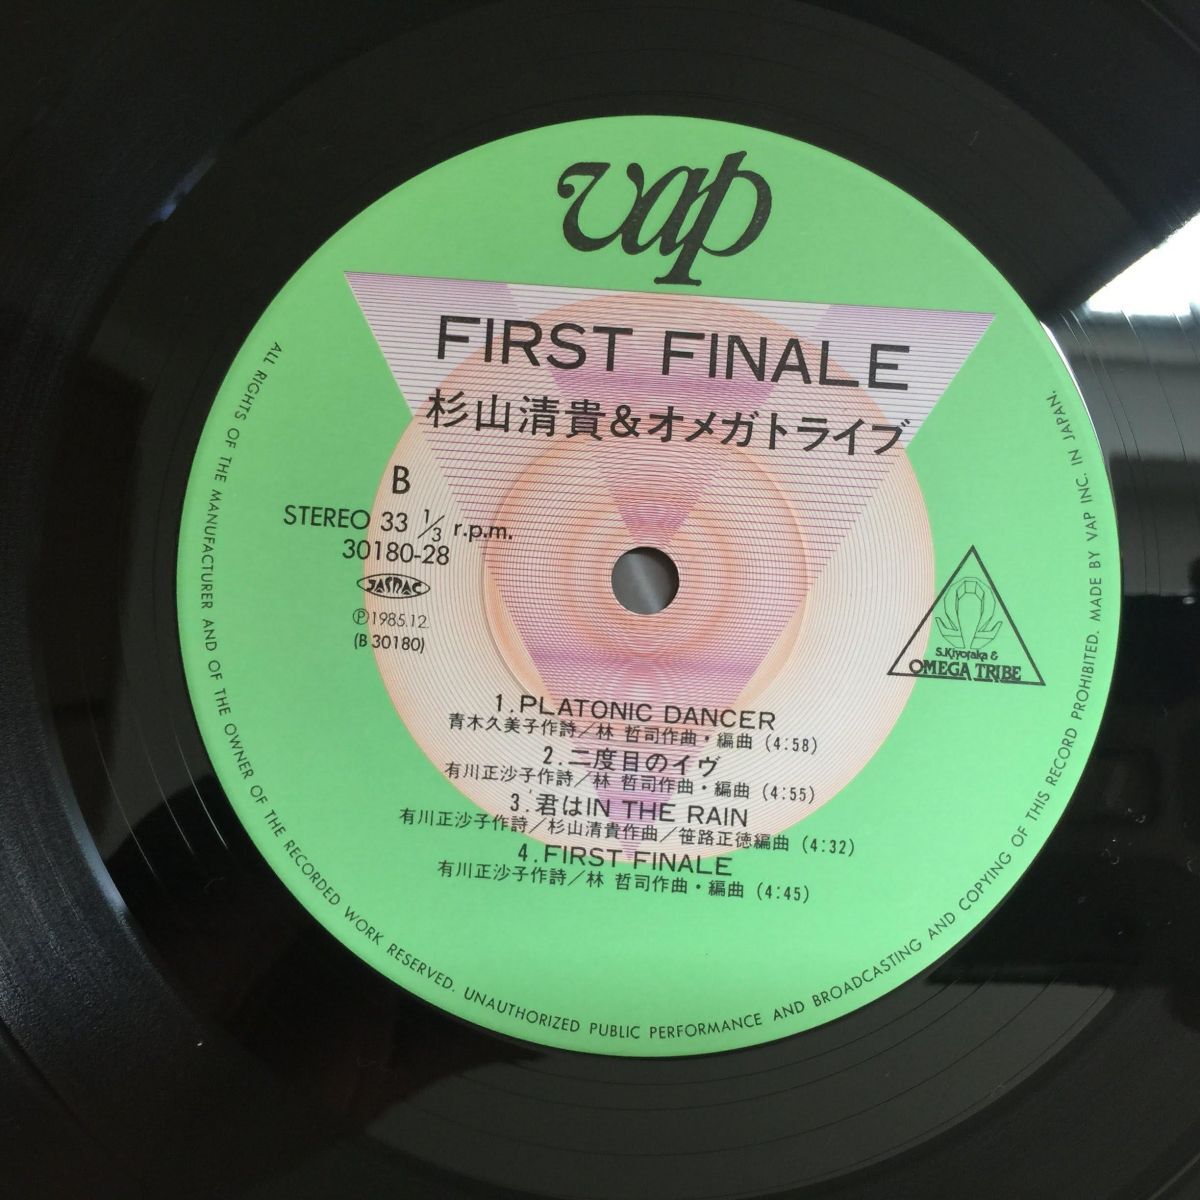 vap
FIRST FINALE
杉山清貴&オメガトライブ
B
STEREO 33 1/3 r.p.m.
30180-28
JASRAC
Ⓟ1985.12.
(B 30180)
S.Kiyotaka &
OMEGA TRIBE
1.PLATONIC DANCER
青木久美子作詩／林 哲司作曲・編曲 (4:58)
2.二度目のイヴ
有川正沙子作詩／林 哲司作曲・編曲 (4:55)
3.君はIN THE RAIN
有川正沙子作詩／杉山清貴作曲／笹路正徳編曲 (4:32)
4.FIRST FINALE
有川正沙子作詩／林 哲司作曲・編曲 (4:45)
ALL RIGHTS OF THE MANUFACTURER AND OF THE OWNER OF THE RECORDED WORK RESERVED. UNAUTHORIZED PUBLIC PERFORMANCE AND BROADCASTING AND COPYING OF THIS RECORD PROHIBITED. MADE BY VAP INC. IN JAPAN.